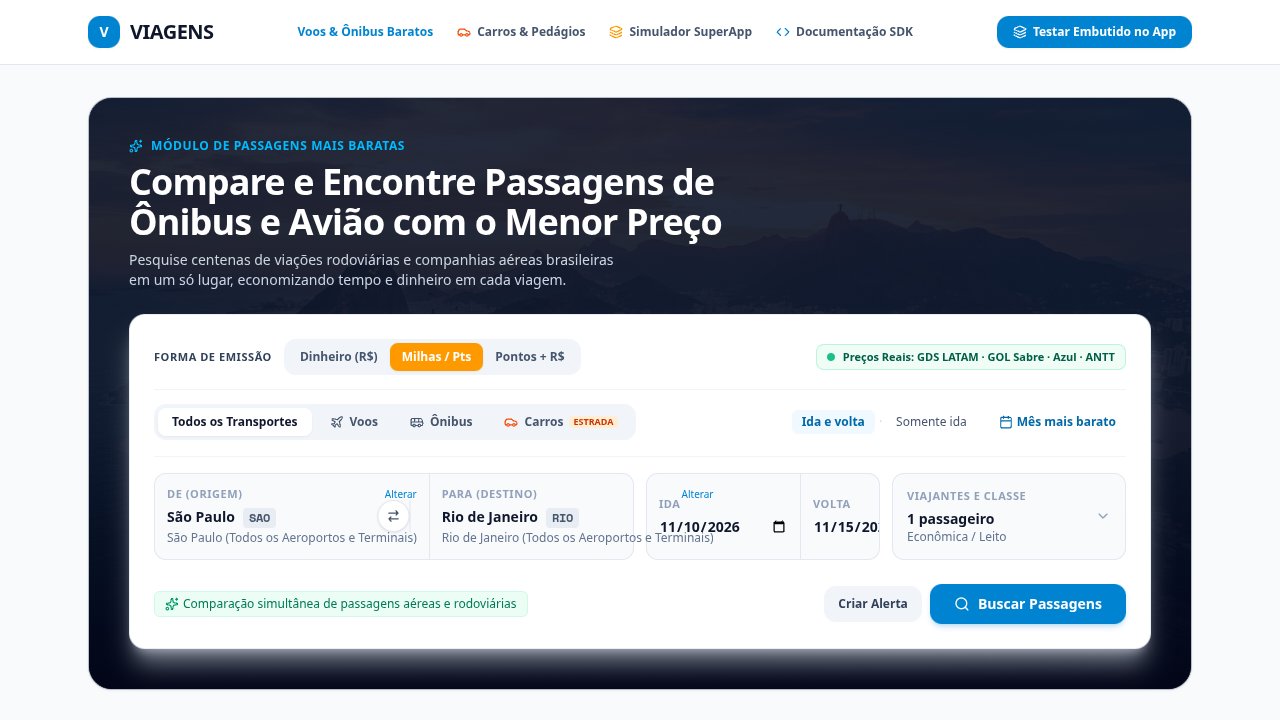 V VIAGENS
Voos & Ônibus Baratos
Carros & Pedágios
Simulador SuperApp
Documentação SDK
Testar Embutido no App
MÓDULO DE PASSAGENS MAIS BARATAS
Compare e Encontre Passagens de
Ônibus e Avião com o Menor Preço
Pesquise centenas de viações rodoviárias e companhias aéreas brasileiras
em um só lugar, economizando tempo e dinheiro em cada viagem.
FORMA DE EMISSÃO
Dinheiro (R$)
Milhas / Pts
Pontos + R$
Preços Reais: GDS LATAM · GOL Sabre · Azul · ANTT
Todos os Transportes
Voos
Ônibus
Carros ESTRADA
Ida e volta
Somente ida
Mês mais barato
DE (ORIGEM)
Alterar
São Paulo SAO
São Paulo (Todos os Aeroportos e Terminais)
PARA (DESTINO)
Alterar
Rio de Janeiro RIO
Rio de Janeiro (Todos os Aeroportos e Terminais)
IDA
11/10/2026
VOLTA
11/15/202
VIAJANTES E CLASSE
1 passageiro
Econômica / Leito
Comparação simultânea de passagens aéreas e rodoviárias
Criar Alerta
Buscar Passagens